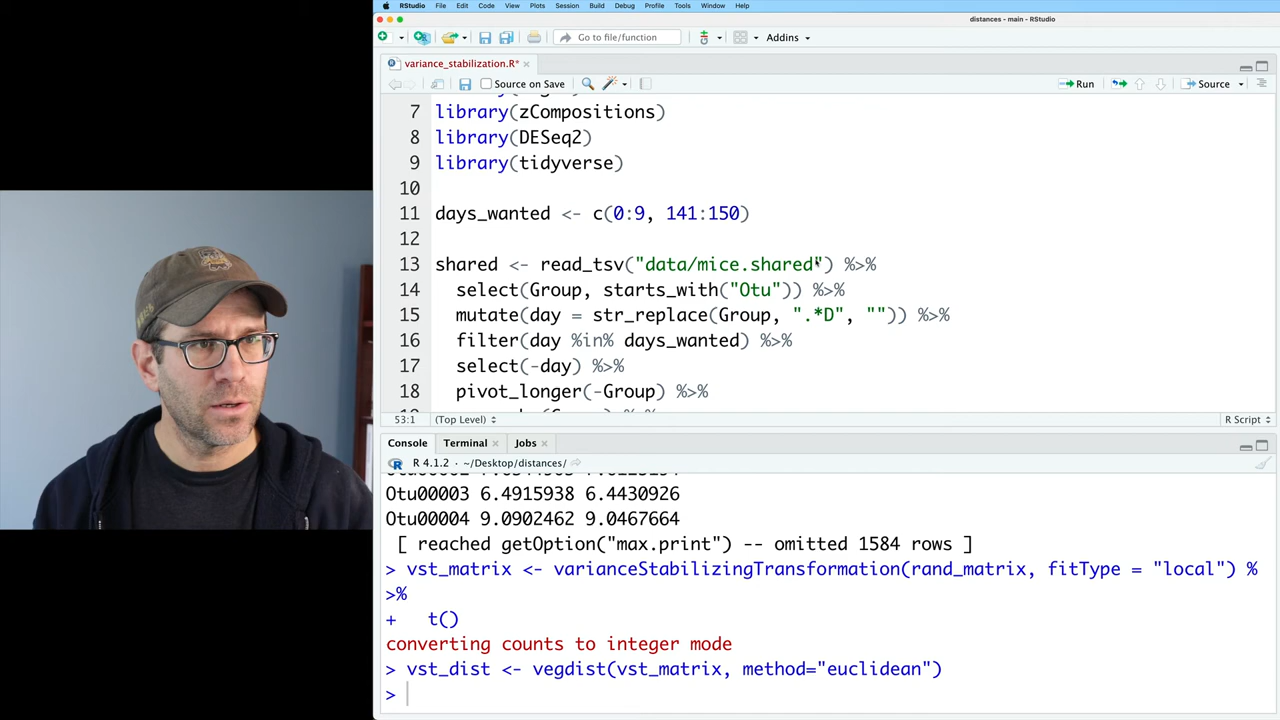 RStudio File Edit Code View Plots Session Build Debug Profile Tools Window Help
distances - main - RStudio
Go to file/function
Addins
variance_stabilization.R*
Source on Save
Run
Source
7 library(zCompositions)
8 library(DESeq2)
9 library(tidyverse)
10
11 days_wanted <- c(0:9, 141:150)
12
13 shared <- read_tsv("data/mice.shared") %>%
14 select(Group, starts_with("Otu")) %>%
15 mutate(day = str_replace(Group, ".*D", "")) %>%
16 filter(day %in% days_wanted) %>%
17 select(-day) %>%
18 pivot_longer(-Group) %>%
53:1 (Top Level) R Script
Console Terminal Jobs
R 4.1.2 · ~/Desktop/distances/
Otu00003 6.4915938 6.4430926
Otu00004 9.0902462 9.0467664
[ reached getOption("max.print") -- omitted 1584 rows ]
> vst_matrix <- varianceStabilizingTransformation(rand_matrix, fitType = "local") %
>%
+ t()
converting counts to integer mode
> vst_dist <- vegdist(vst_matrix, method="euclidean")
>